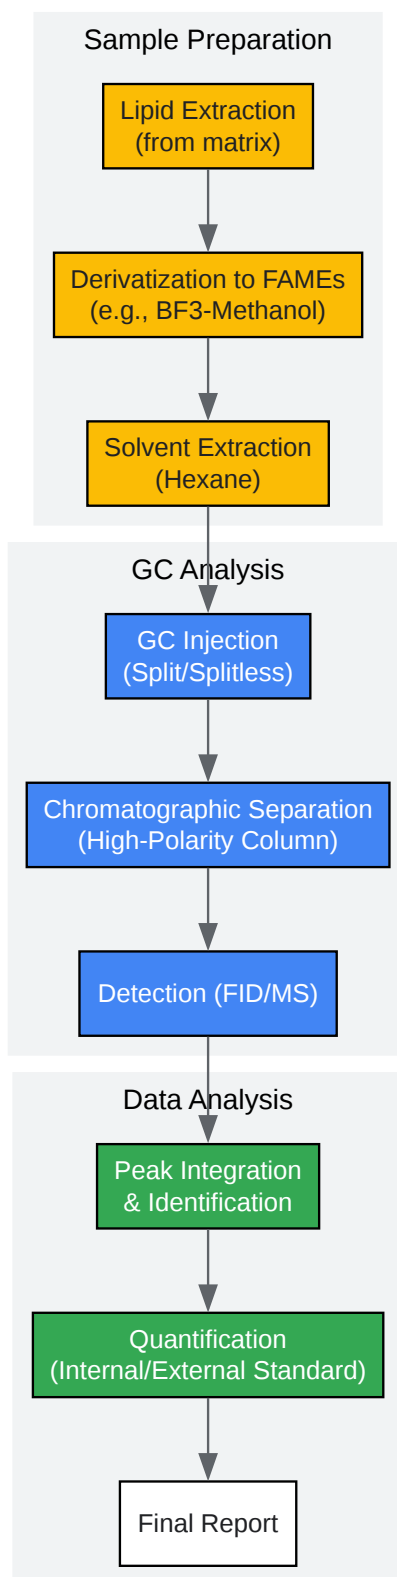 Sample Preparation
Lipid Extraction
(from matrix)
Derivatization to FAMEs
(e.g., BF3-Methanol)
Solvent Extraction
(Hexane)
GC Analysis
GC Injection
(Split/Splitless)
Chromatographic Separation
(High-Polarity Column)
Detection (FID/MS)
Data Analysis
Peak Integration
& Identification
Quantification
(Internal/External Standard)
Final Report